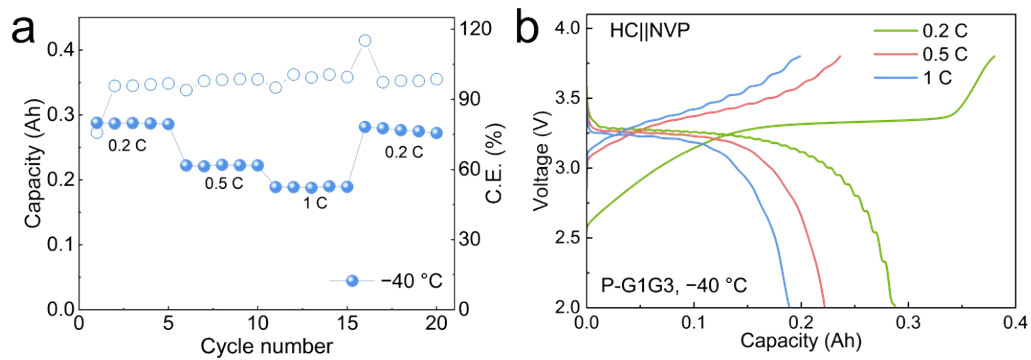 a
Capacity (Ah)
0.4
0.3
0.2
0.1
0.0
0.2 C
0.5 C
1 C
0.2 C
−40 °C
0
5
10
15
20
Cycle number
120
90
60
30
0
C.E. (%)
b
HC||NVP
0.2 C
0.5 C
1 C
Voltage (V)
4.0
3.5
3.0
2.5
2.0
P-G1G3, −40 °C
0.0
0.1
0.2
0.3
0.4
Capacity (Ah)